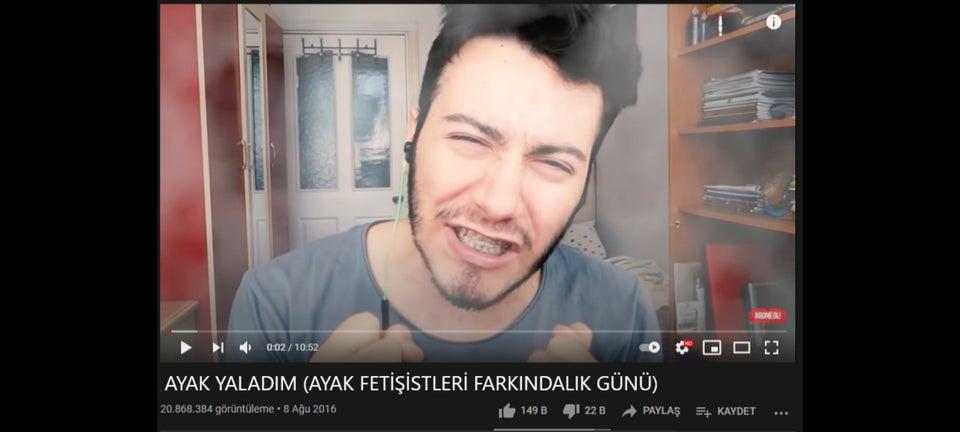 ABONE OL!
0:02 / 10:52
HD
AYAK YALADIM (AYAK FETİŞİSTLERİ FARKINDALIK GÜNÜ)
20.868.384 görüntüleme • 8 Ağu 2016
149 B
22 B
PAYLAŞ
KAYDET